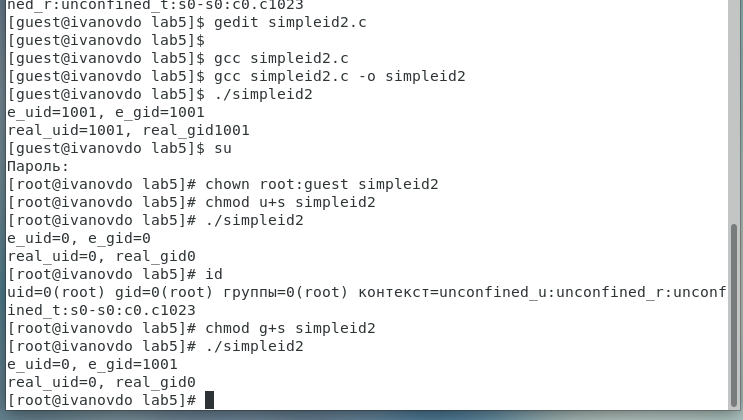 ned_r:unconfined_t:s0-s0:c0.c1023
[guest@ivanovdo lab5]$ gedit simpleid2.c
[guest@ivanovdo lab5]$
[guest@ivanovdo lab5]$ gcc simpleid2.c
[guest@ivanovdo lab5]$ gcc simpleid2.c -o simpleid2
[guest@ivanovdo lab5]$ ./simpleid2
e_uid=1001, e_gid=1001
real_uid=1001, real_gid1001
[guest@ivanovdo lab5]$ su
Пароль:
[root@ivanovdo lab5]# chown root:guest simpleid2
[root@ivanovdo lab5]# chmod u+s simpleid2
[root@ivanovdo lab5]# ./simpleid2
e_uid=0, e_gid=0
real_uid=0, real_gid0
[root@ivanovdo lab5]# id
uid=0(root) gid=0(root) группы=0(root) контекст=unconfined_u:unconfined_r:unconf
ined_t:s0-s0:c0.c1023
[root@ivanovdo lab5]# chmod g+s simpleid2
[root@ivanovdo lab5]# ./simpleid2
e_uid=0, e_gid=1001
real_uid=0, real_gid0
[root@ivanovdo lab5]#